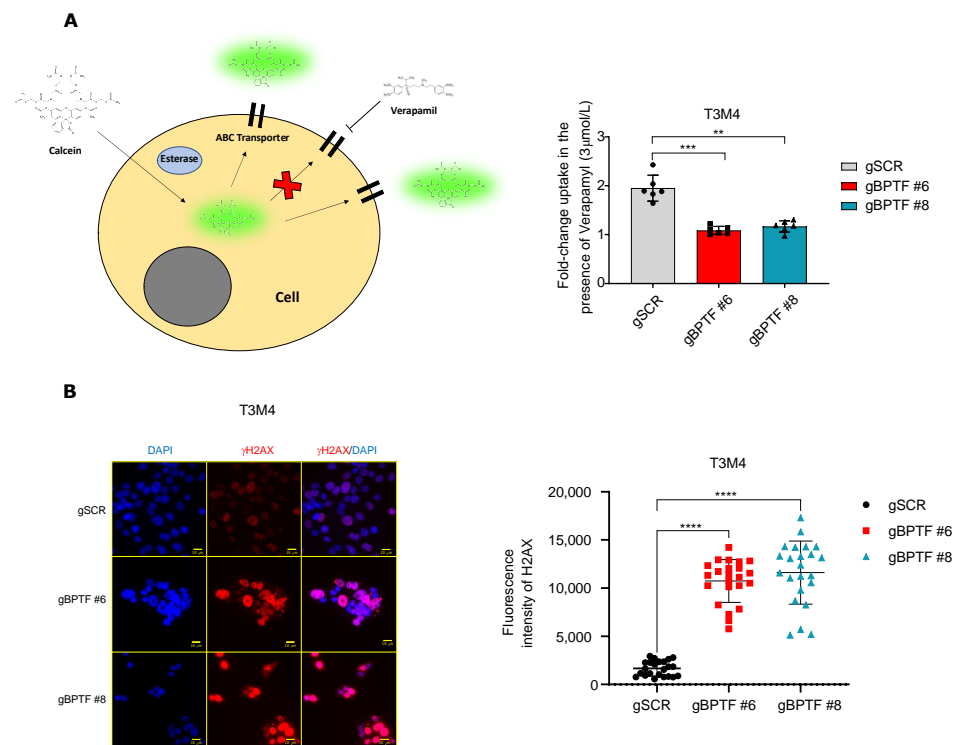 A
Calcein
Esterase
ABC Transporter
Verapamil
Cell
T3M4
Fold-change uptake in the
presence of Verapamyl (3μmol/L)
3
2
1
0
***
**
gSCR
gBPTF #6
gBPTF #8
gSCR
gBPTF #6
gBPTF #8
B
T3M4
DAPI
γH2AX
γH2AX/DAPI
gSCR
gBPTF #6
gBPTF #8
T3M4
Fluorescence
intensity of H2AX
20,000
15,000
10,000
5,000
0
****
****
gSCR
gBPTF #6
gBPTF #8
gSCR
gBPTF #6
gBPTF #8